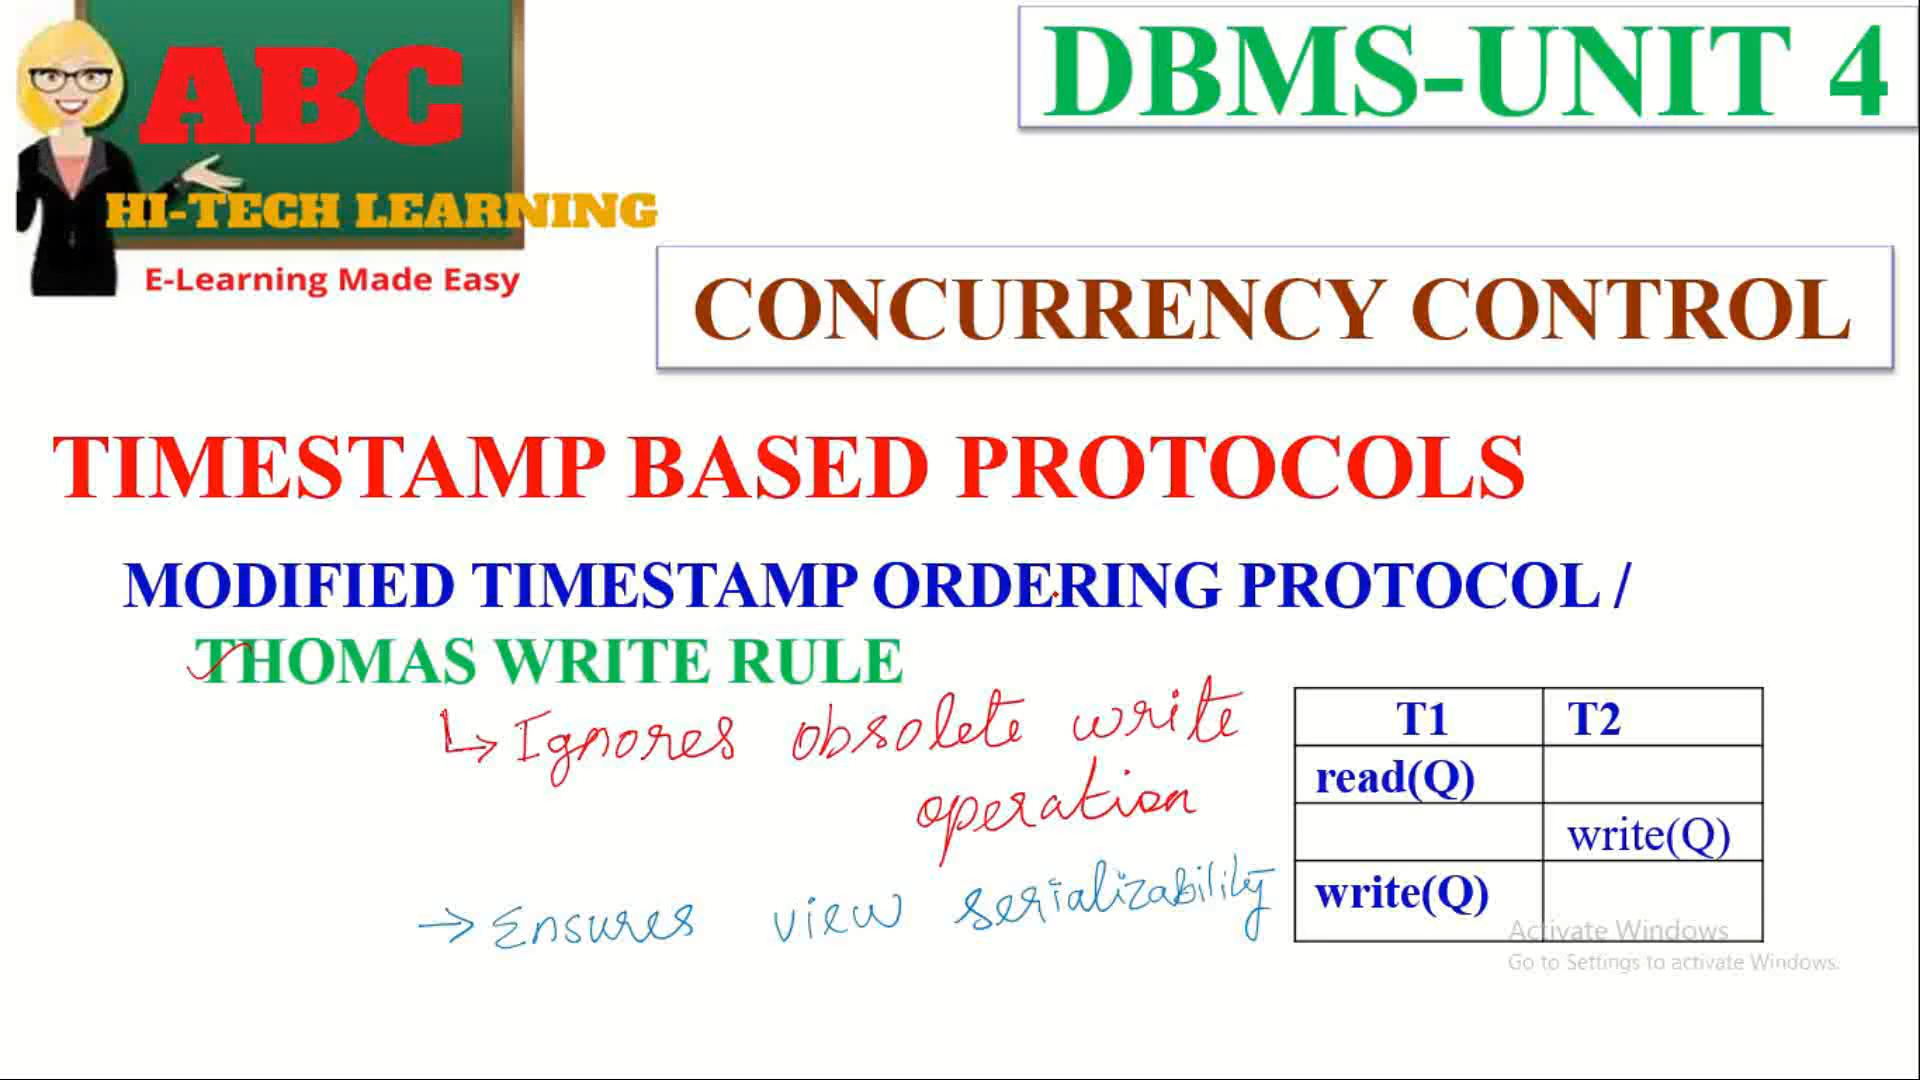 ABC
HI-TECH LEARNING
E-Learning Made Easy
DBMS-UNIT 4
CONCURRENCY CONTROL
TIMESTAMP BASED PROTOCOLS
MODIFIED TIMESTAMP ORDERING PROTOCOL /
THOMAS WRITE RULE
Ignores obsolete write
operation
Ensures view serializability
T1 T2
read(Q)
write(Q)
write(Q)
Activate Windows
Go to Settings to activate Windows.